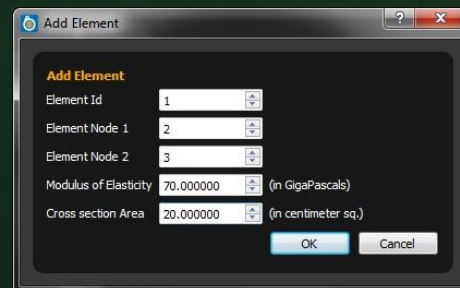 Add Element
Add Element
Element Id 1
Element Node 1 2
Element Node 2 3
Modulus of Elasticity 70.000000 (in GigaPascals)
Cross section Area 20.000000 (in centimeter sq.)
OK Cancel